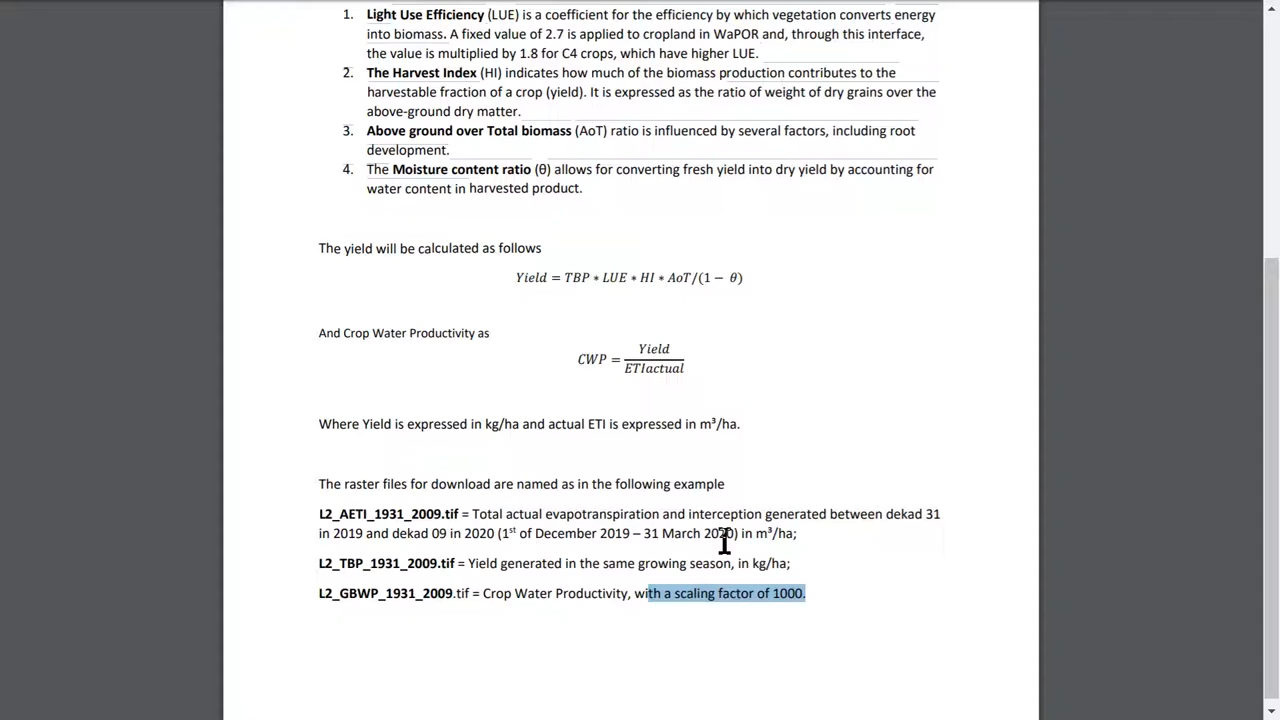 1. Light Use Efficiency (LUE) is a coefficient for the efficiency by which vegetation converts energy
into biomass. A fixed value of 2.7 is applied to cropland in WaPOR and, through this interface,
the value is multiplied by 1.8 for C4 crops, which have higher LUE.
2. The Harvest Index (HI) indicates how much of the biomass production contributes to the
harvestable fraction of a crop (yield). It is expressed as the ratio of weight of dry grains over the
above-ground dry matter.
3. Above ground over Total biomass (AoT) ratio is influenced by several factors, including root
development.
4. The Moisture content ratio (θ) allows for converting fresh yield into dry yield by accounting for
water content in harvested product.
The yield will be calculated as follows
Yield = TBP * LUE * HI * AoT/(1 − θ)
And Crop Water Productivity as
CWP = Yield
ETIactual
Where Yield is expressed in kg/ha and actual ETI is expressed in m³/ha.
The raster files for download are named as in the following example
L2_AETI_1931_2009.tif = Total actual evapotranspiration and interception generated between dekad 31
in 2019 and dekad 09 in 2020 (1st of December 2019 – 31 March 2020) in m³/ha;
L2_TBP_1931_2009.tif = Yield generated in the same growing season, in kg/ha;
L2_GBWP_1931_2009.tif = Crop Water Productivity, with a scaling factor of 1000.